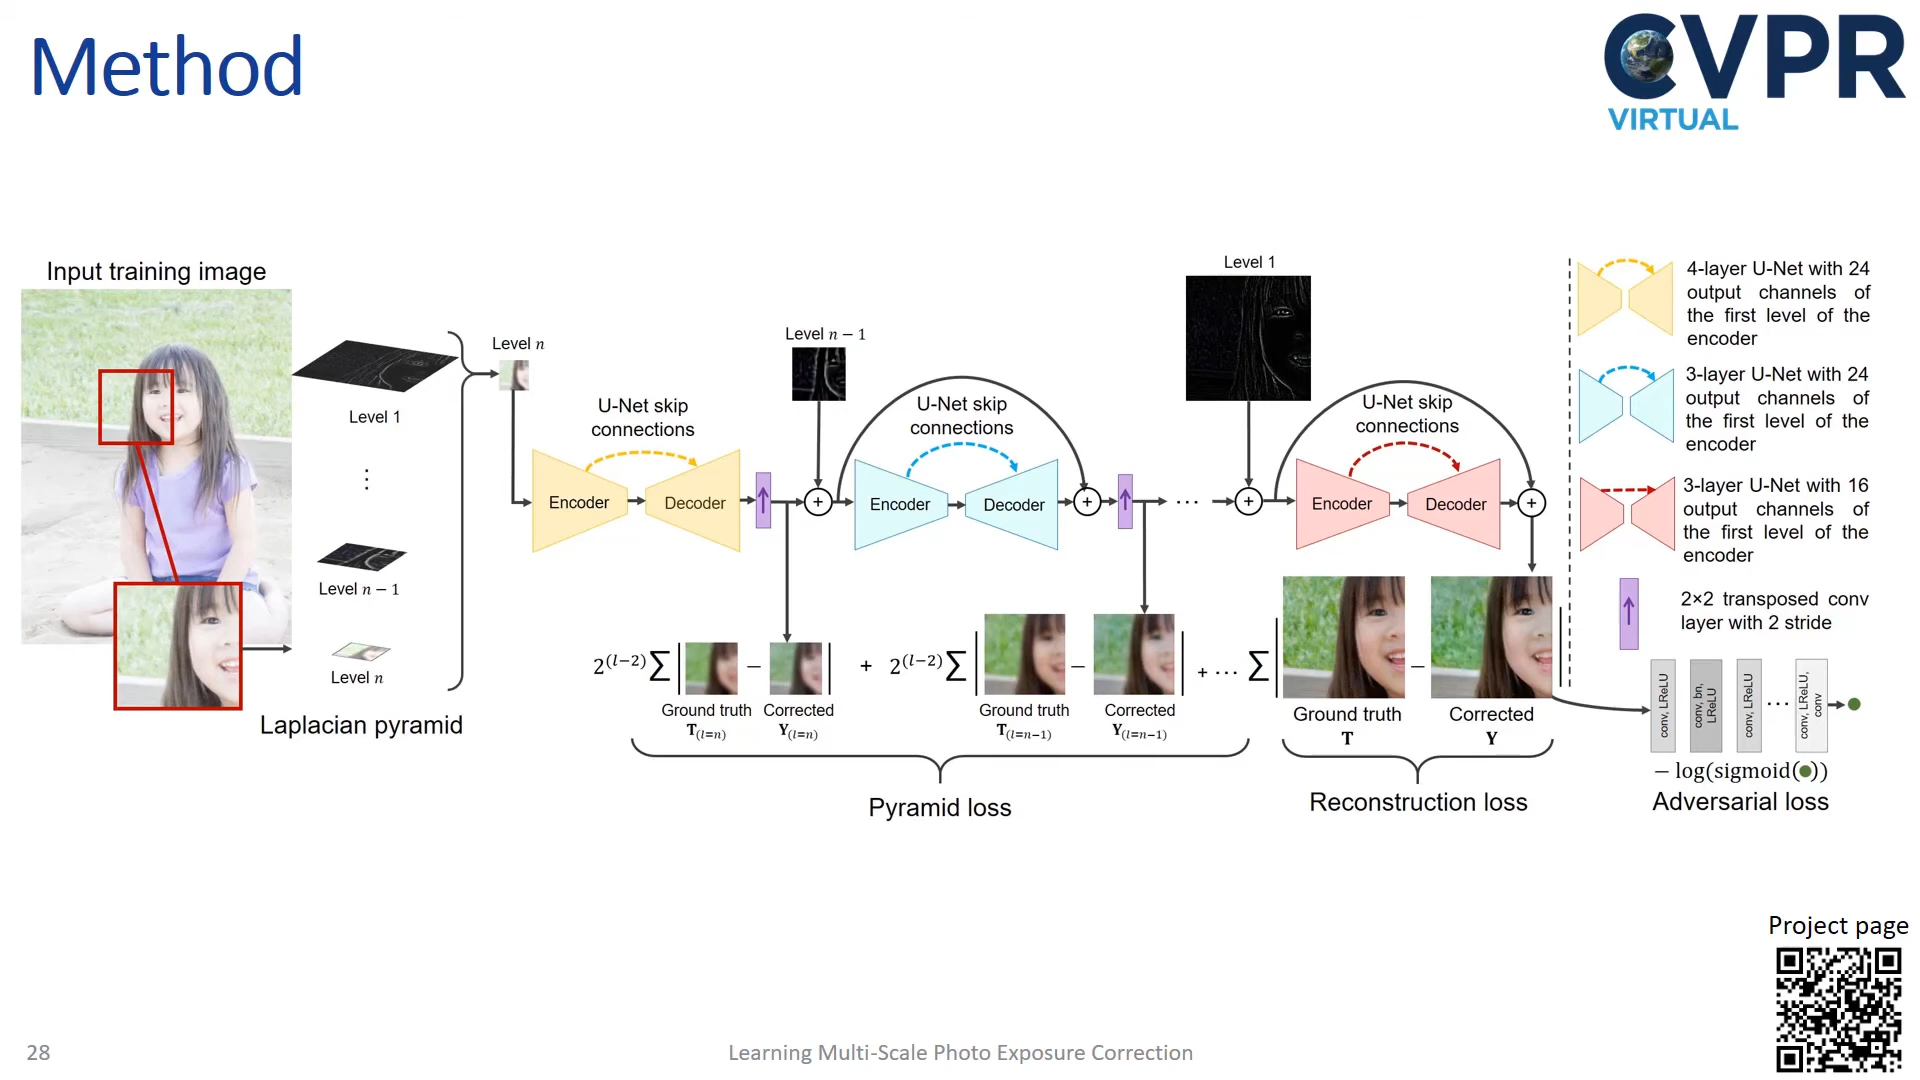 Method
CVPR
VIRTUAL
Input training image
Level 1
⋮
Level n − 1
Level n
Laplacian pyramid
Level n
U-Net skip
connections
Encoder
Decoder
Level n − 1
+
U-Net skip
connections
Encoder
Decoder
+
⋯
Level 1
+
U-Net skip
connections
Encoder
Decoder
+
2^(l−2) ∑ | − | + 2^(l−2) ∑ | − | + ⋯ ∑ | − |
Ground truth
T(l=n)
Corrected
Y(l=n)
Ground truth
T(l=n−1)
Corrected
Y(l=n−1)
Ground truth
T
Corrected
Y
Pyramid loss
Reconstruction loss
4-layer U-Net with 24
output channels of
the first level of the
encoder
3-layer U-Net with 24
output channels of
the first level of the
encoder
3-layer U-Net with 16
output channels of
the first level of the
encoder
2×2 transposed conv
layer with 2 stride
conv, LReLU
conv, bn,
LReLU
conv, LReLU
⋯
conv, LReLU,
conv
− log(sigmoid(●))
Adversarial loss
Project page
28
Learning Multi-Scale Photo Exposure Correction